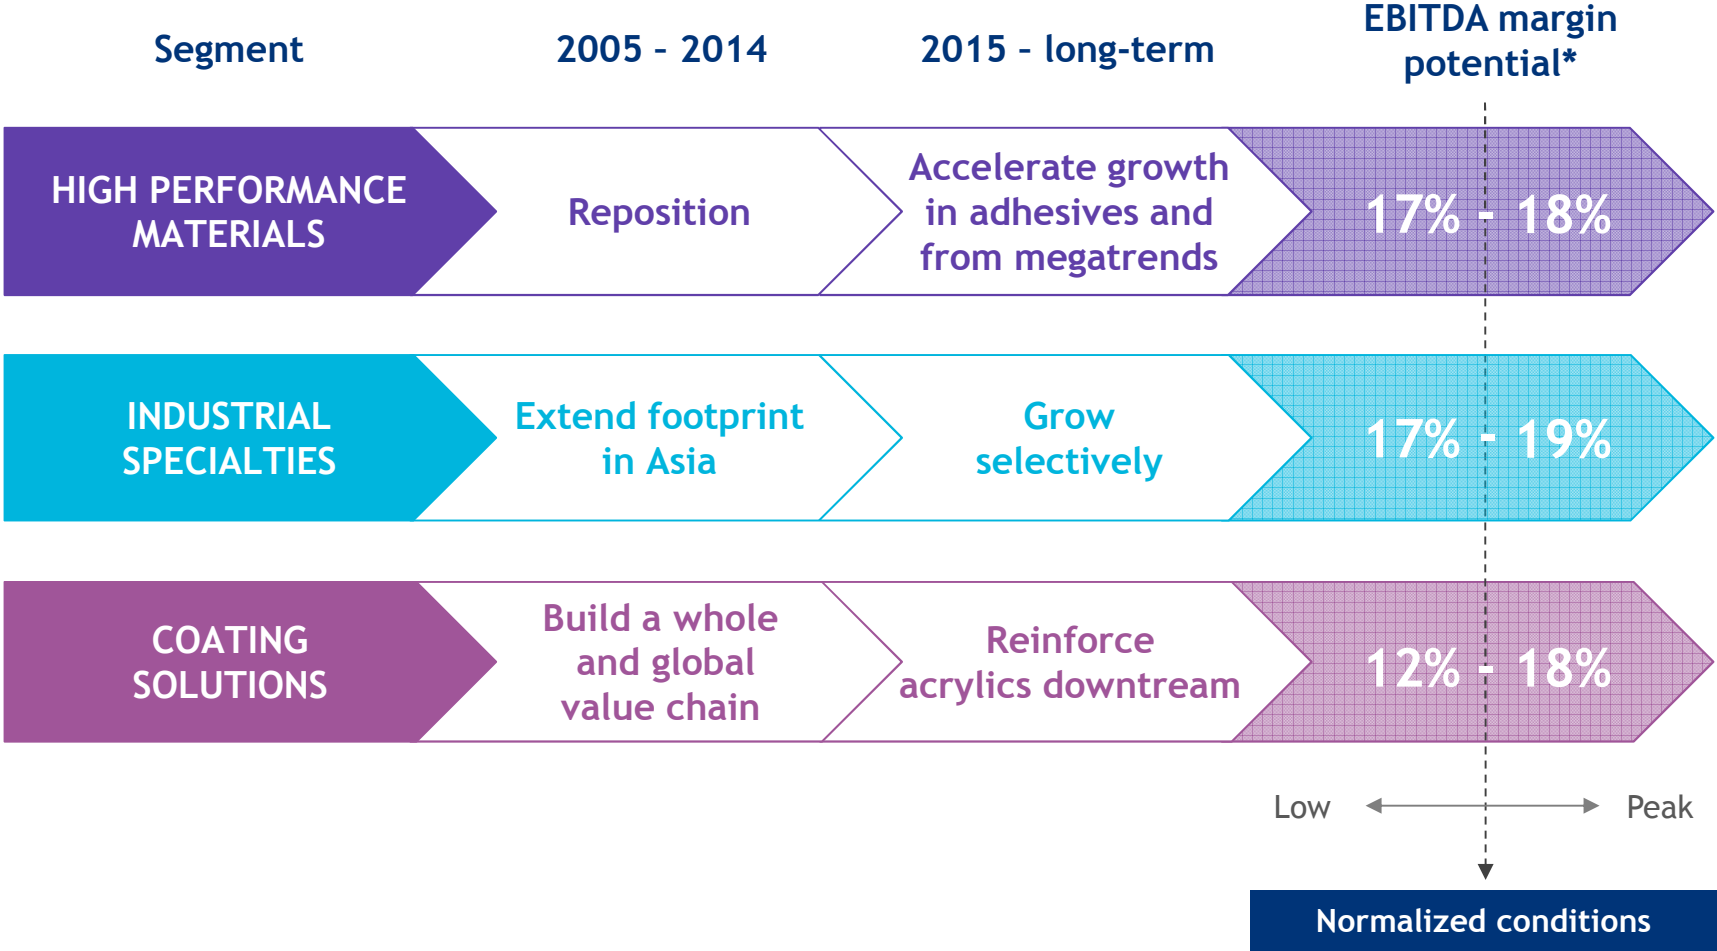 Segment
2005 – 2014
2015 – long-term
EBITDA margin
potential*
HIGH PERFORMANCE
MATERIALS
Reposition
Accelerate growth
in adhesives and
from megatrends
17% - 18%
INDUSTRIAL
SPECIALTIES
Extend footprint
in Asia
Grow
selectively
17% - 19%
COATING
SOLUTIONS
Build a whole
and global
value chain
Reinforce
acrylics downtream
12% - 18%
Low
Peak
Normalized conditions